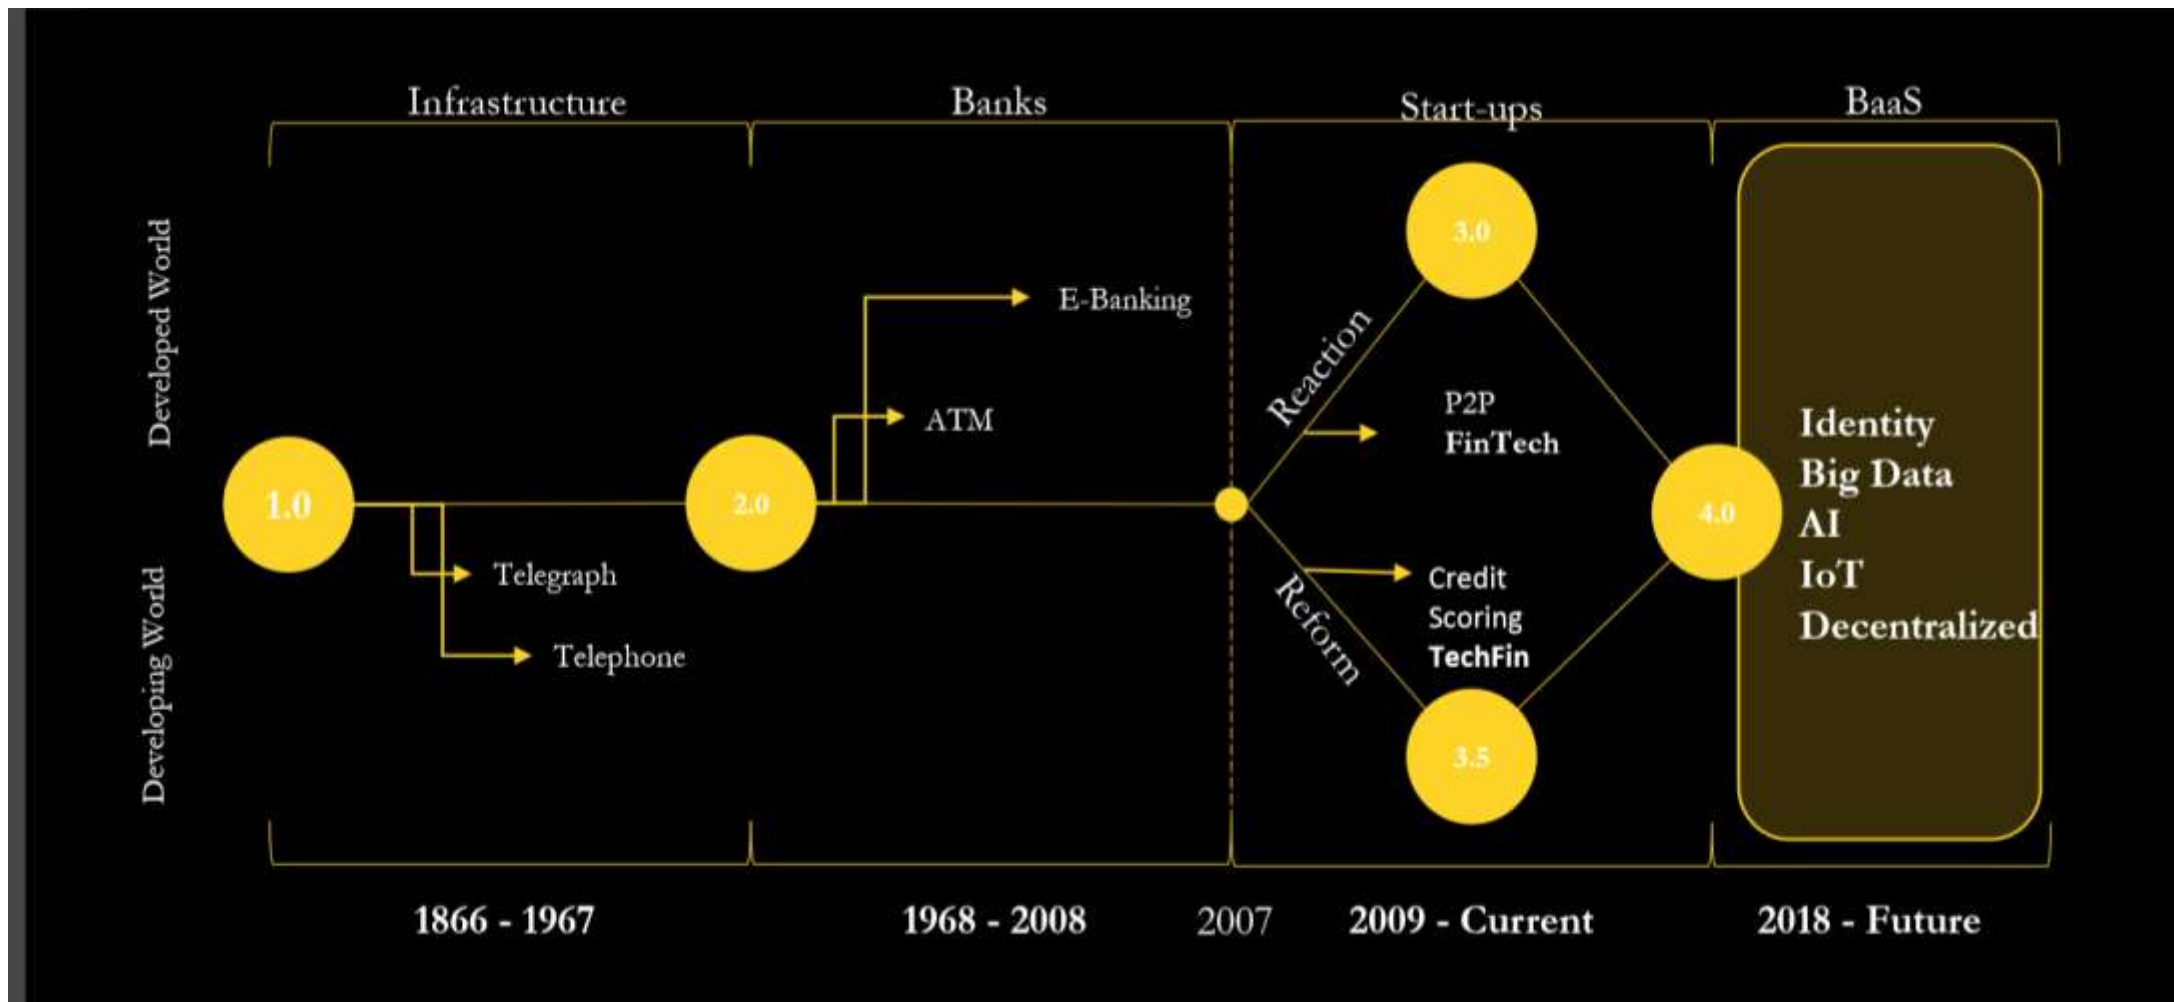 Infrastructure
Banks
Start-ups
BaaS
Developed World
Developing World
1.0
Telegraph
Telephone
2.0
E-Banking
ATM
3.0
Reaction
P2P
FinTech
Reform
Credit
Scoring
TechFin
3.5
4.0
Identity
Big Data
AI
IoT
Decentralized
1866 - 1967
1968 - 2008
2007
2009 - Current
2018 - Future